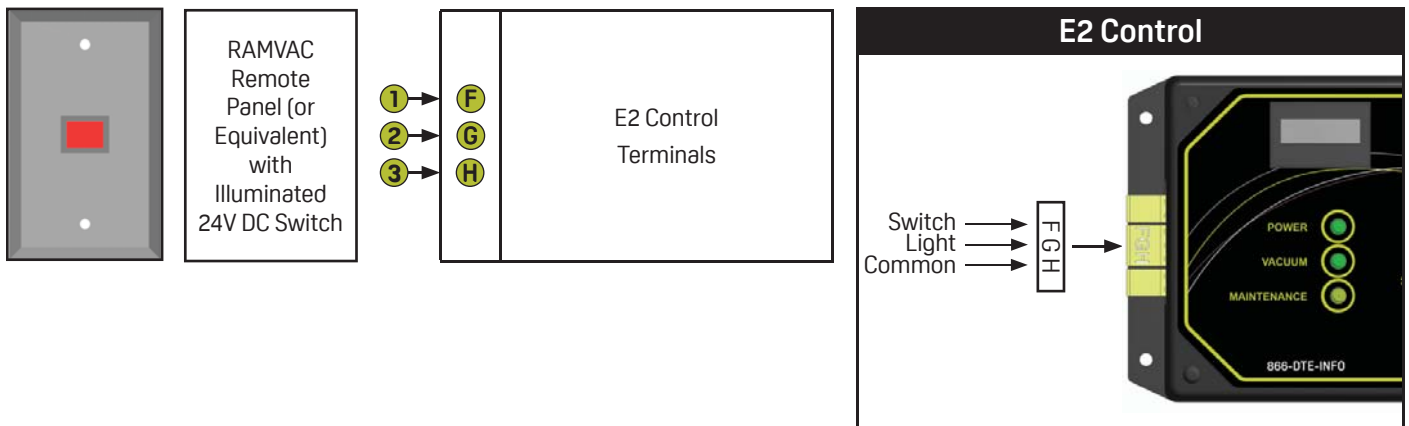 RAMVAC
Remote
Panel (or
Equivalent)
with
Illuminated
24V DC Switch
1
2
3
F
G
H
E2 Control
Terminals
E2 Control
Switch
Light
Common
F G H
FGH
POWER
VACUUM
MAINTENANCE
866-DTE-INFO